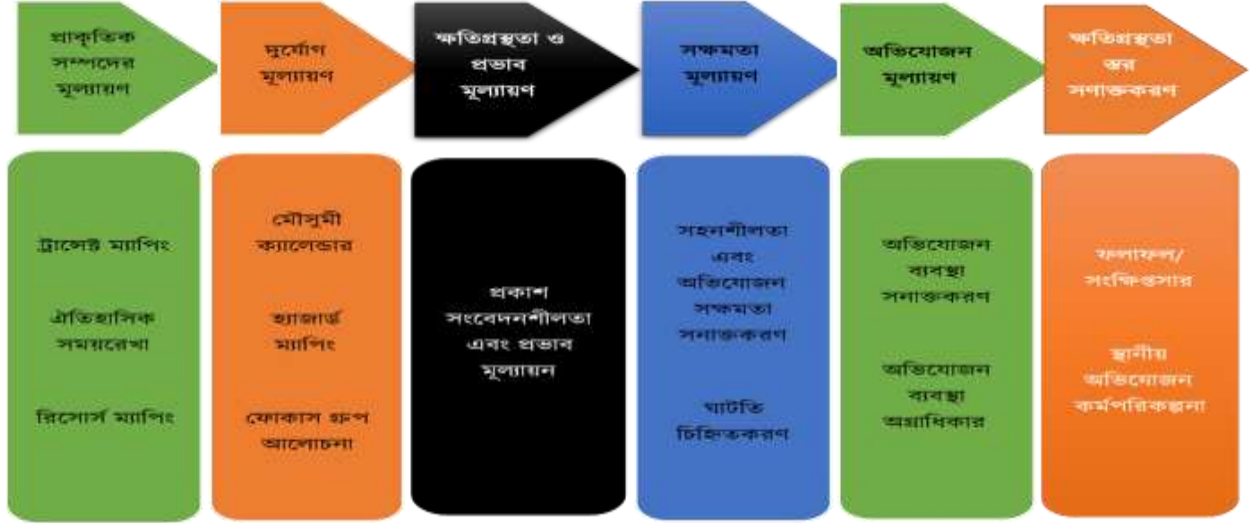 প্রাকৃতিক
সম্পদের
মূল্যায়ণ
দুর্যোগ
মূল্যায়ণ
ক্ষতিগ্রস্থতা ও
প্রভাব
মূল্যায়ণ
সক্ষমতা
মূল্যায়ণ
অভিযোজন
মূল্যায়ণ
ক্ষতিগ্রস্থতা
স্তর
সণাক্তকরণ
ট্রান্সেক্ট ম্যাপিং
ঐতিহাসিক
সময়রেখা
রিসোর্স ম্যাপিং
মৌসুমী
ক্যালেন্ডার
হ্যাজার্ড
ম্যাপিং
ফোকাস গ্রুপ
আলোচনা
প্রকাশ
সংবেদনশীলতা
এবং প্রভাব
মূল্যায়ন
সহনশীলতা
এবং
অভিযোজন
সক্ষমতা
সনাক্তকরণ
ঘাটতি
চিহ্নিতকরণ
অভিযোজন
ব্যবস্থা
সনাক্তকরণ
অভিযোজন
ব্যবস্থা
অগ্রাধিকার
ফলাফল/
সংক্ষিপ্তসার
স্থানীয়
অভিযোজন
কর্মপরিকল্পনা